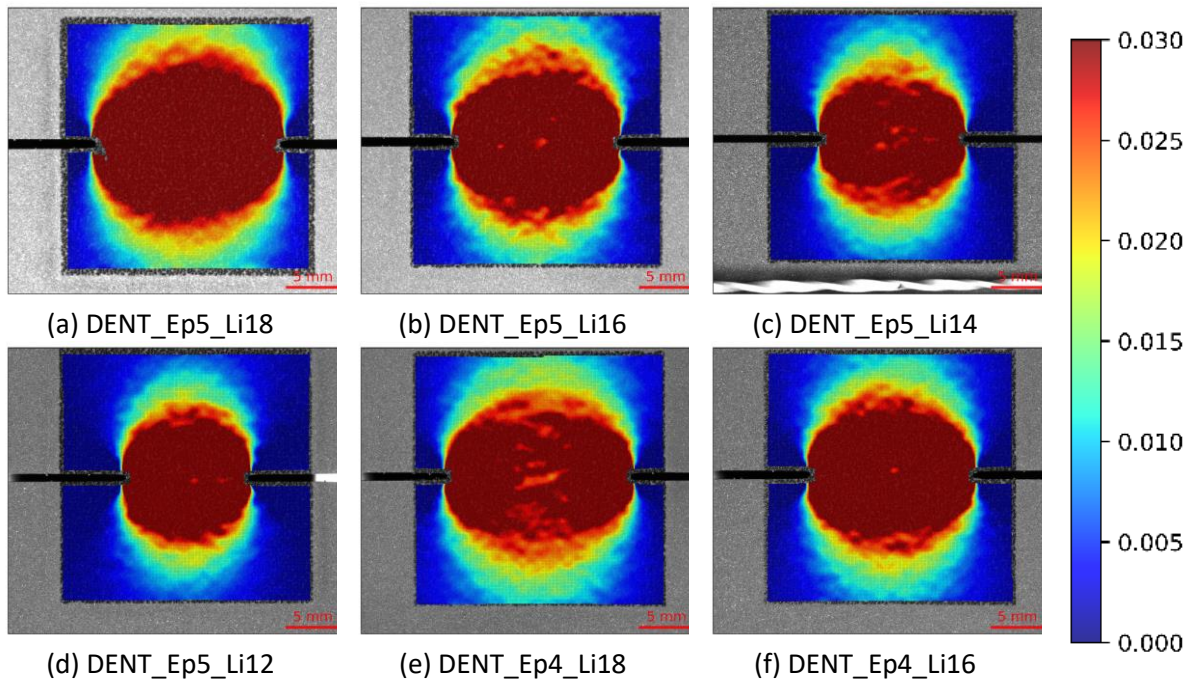 5 mm
5 mm
5 mm
(a) DENT_Ep5_Li18
(b) DENT_Ep5_Li16
(c) DENT_Ep5_Li14
5 mm
5 mm
5 mm
(d) DENT_Ep5_Li12
(e) DENT_Ep4_Li18
(f) DENT_Ep4_Li16
0.030
0.025
0.020
0.015
0.010
0.005
0.000